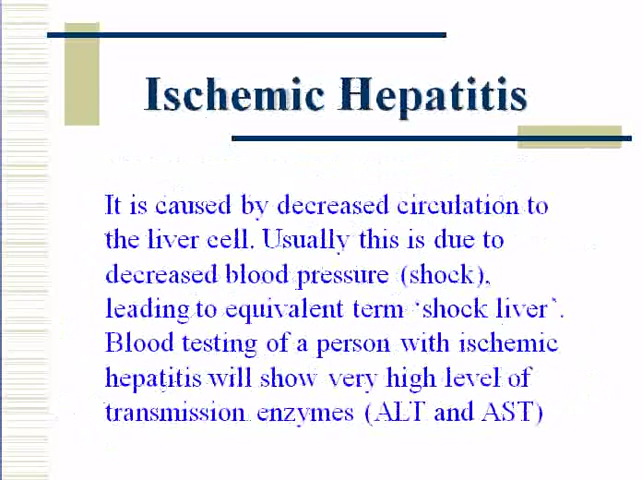 Ischemic Hepatitis
It is caused by decreased circulation to
the liver cell. Usually this is due to
decreased blood pressure (shock),
leading to equivalent term ‘shock liver‵.
Blood testing of a person with ischemic
hepatitis will show very high level of
transmission enzymes (ALT and AST)